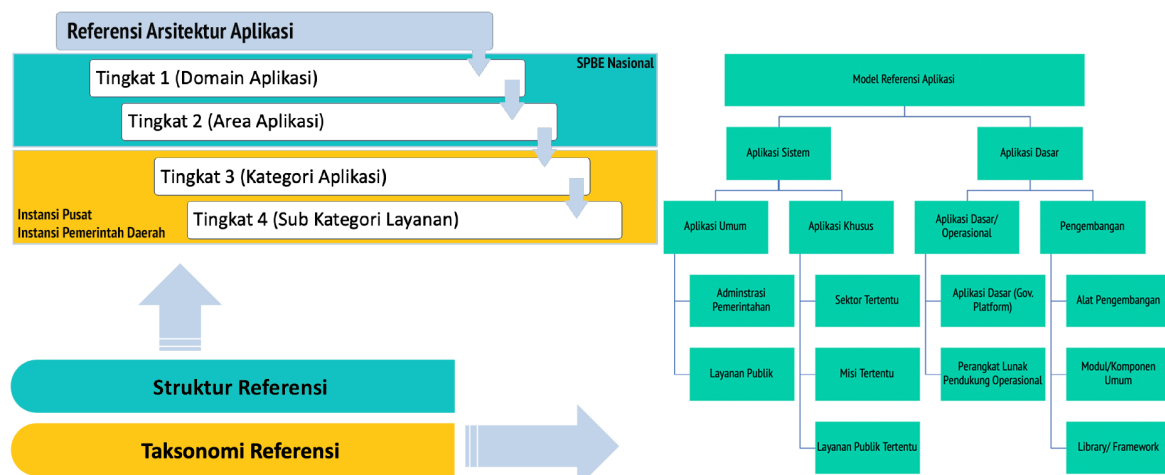 Referensi Arsitektur Aplikasi
SPBE Nasional
Tingkat 1 (Domain Aplikasi)
Tingkat 2 (Area Aplikasi)
Tingkat 3 (Kategori Aplikasi)
Instansi Pusat
Instansi Pemerintah Daerah
Tingkat 4 (Sub Kategori Layanan)
Struktur Referensi
Taksonomi Referensi
Model Referensi Aplikasi
Aplikasi Sistem
Aplikasi Dasar
Aplikasi Umum
Aplikasi Khusus
Aplikasi Dasar/
Operasional
Pengembangan
Adminstrasi
Pemerintahan
Sektor Tertentu
Aplikasi Dasar (Gov.
Platform)
Alat Pengembangan
Layanan Publik
Misi Tertentu
Perangkat Lunak
Pendukung Operasional
Modul/Komponen
Umum
Layanan Publik Tertentu
Library/ Framework